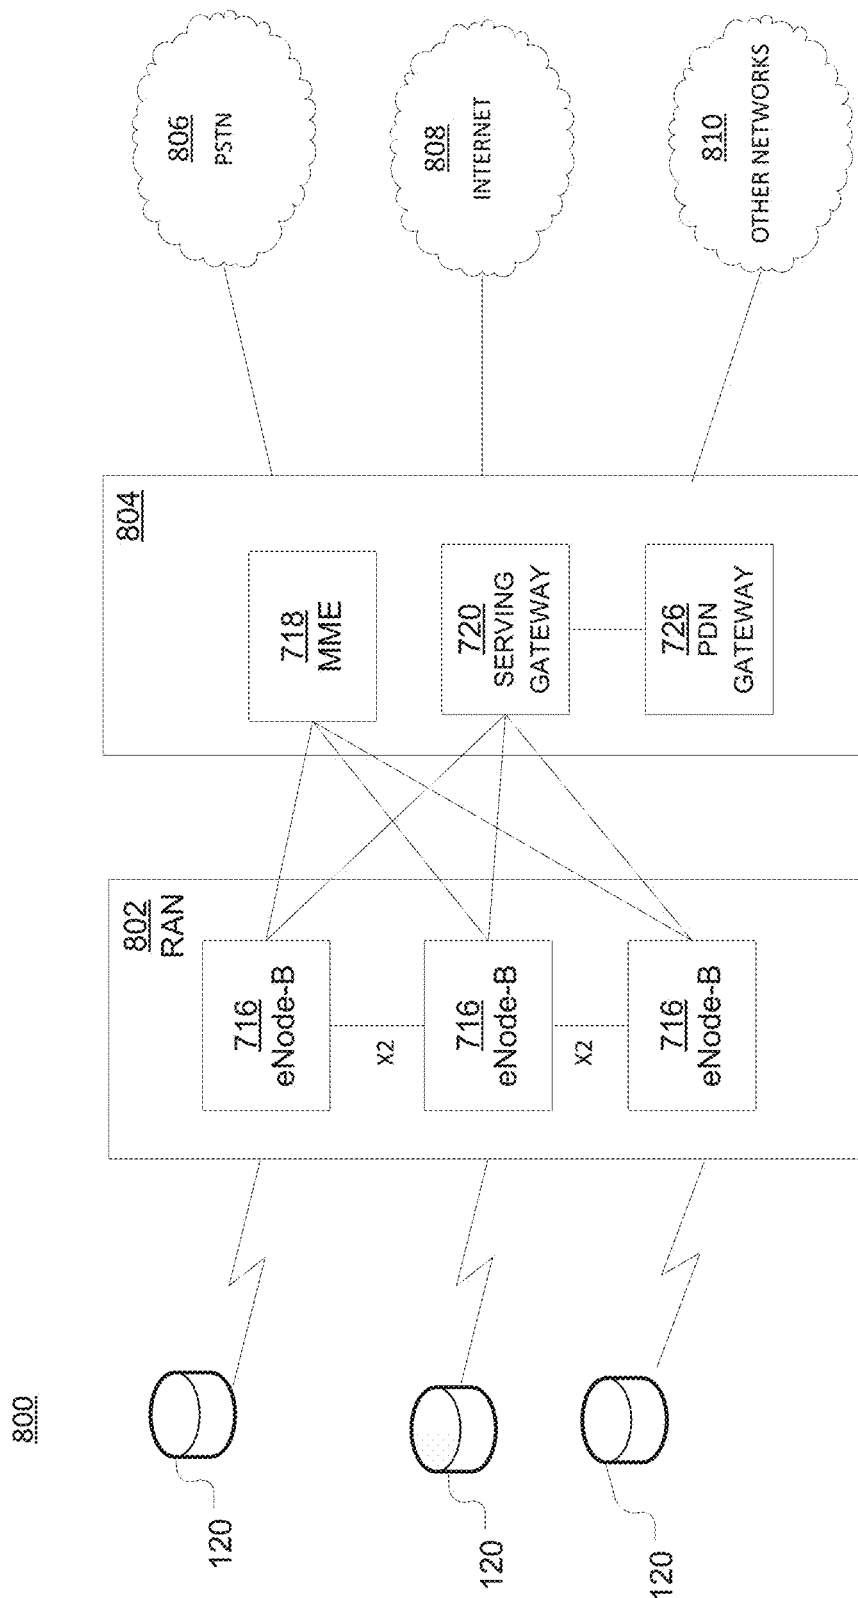 800
120
120
120
802
RAN
716
eNode-B
X2
716
eNode-B
X2
716
eNode-B
804
718
MME
720
SERVING
GATEWAY
726
PDN
GATEWAY
806
PSTN
808
INTERNET
810
OTHER NETWORKS